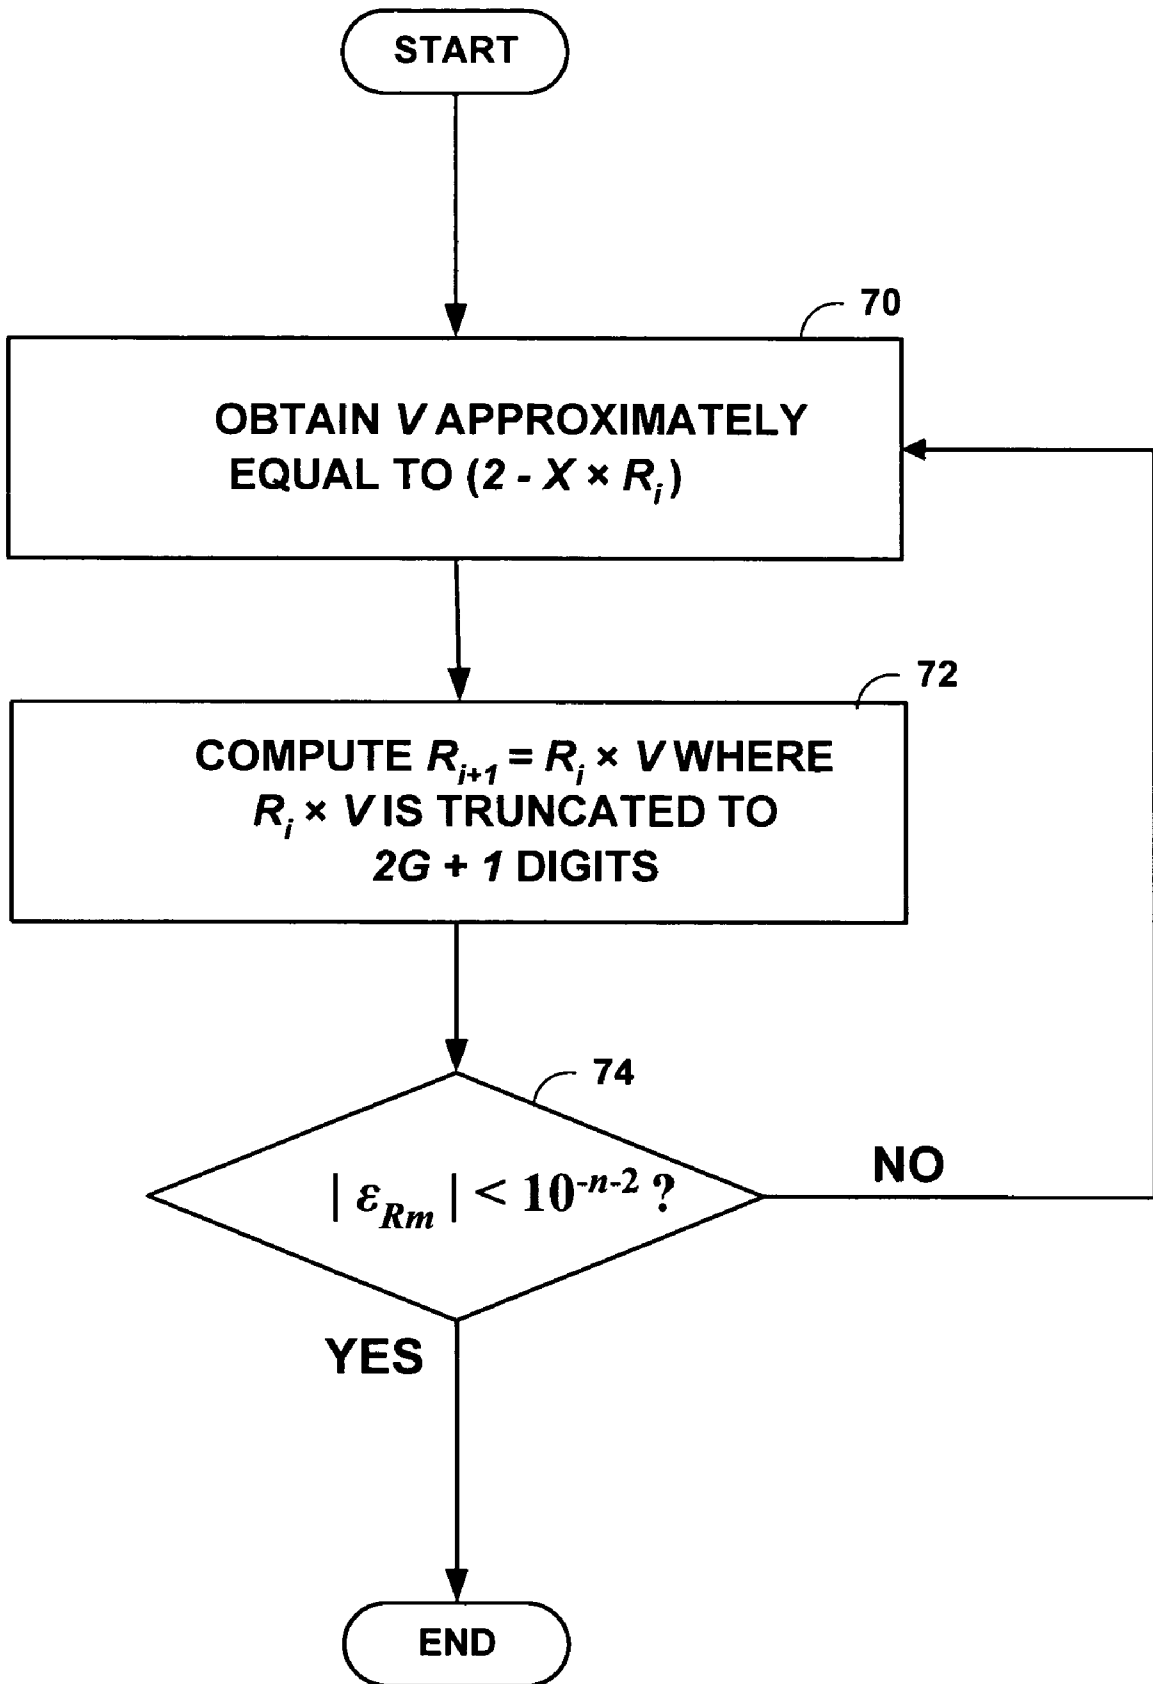 START
70
OBTAIN V APPROXIMATELY
EQUAL TO (2 - X × Rᵢ)
72
COMPUTE Rᵢ₊₁ = Rᵢ × V WHERE
Rᵢ × V IS TRUNCATED TO
2G + 1 DIGITS
74
| ε_Rm | < 10⁻ⁿ⁻² ?
NO
YES
END